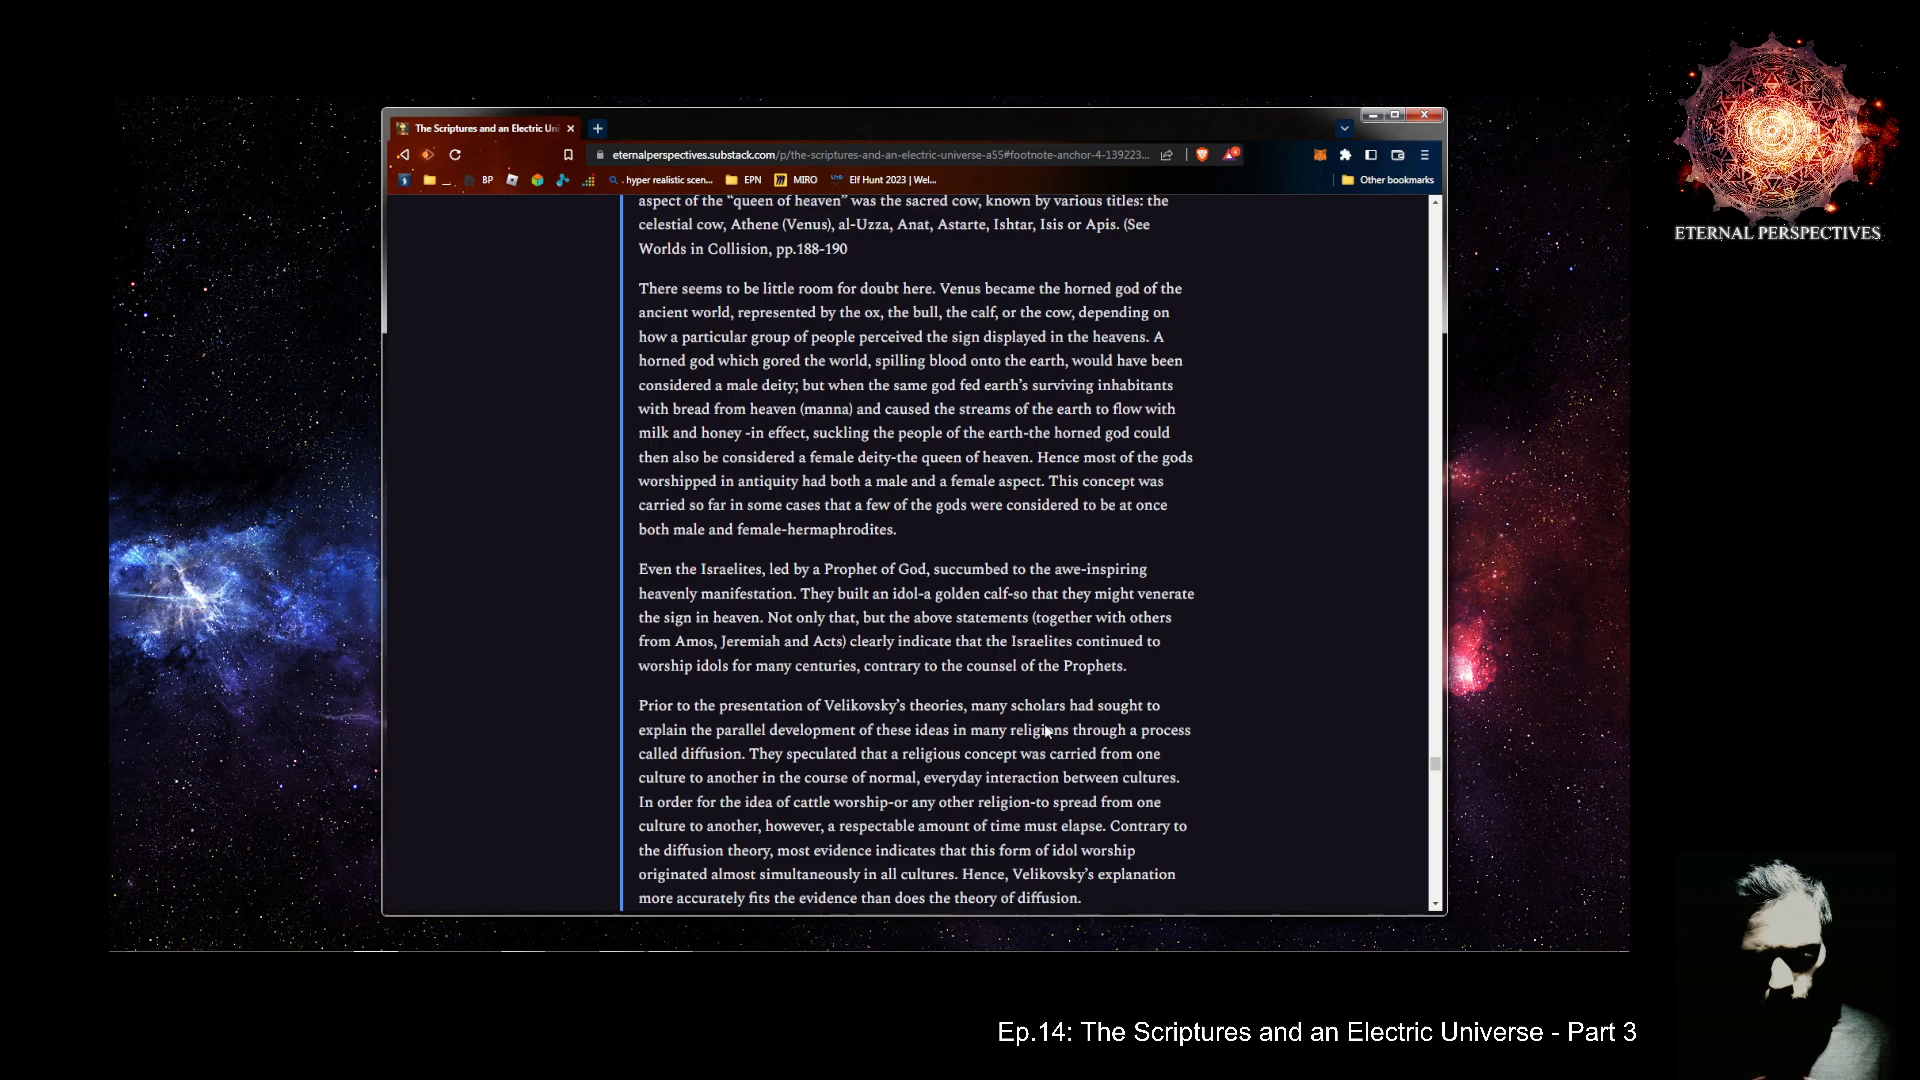 The Scriptures and an Electric Uni
eternalperspectives.substack.com/p/the-scriptures-and-an-electric-universe-a55#footnote-anchor-4-139223...
BP
. hyper realistic scen...
EPN
MIRO
Elf Hunt 2023 | Wel...
Other bookmarks
aspect of the “queen of heaven” was the sacred cow, known by various titles: the
celestial cow, Athene (Venus), al-Uzza, Anat, Astarte, Ishtar, Isis or Apis. (See
Worlds in Collision, pp.188-190
There seems to be little room for doubt here. Venus became the horned god of the
ancient world, represented by the ox, the bull, the calf, or the cow, depending on
how a particular group of people perceived the sign displayed in the heavens. A
horned god which gored the world, spilling blood onto the earth, would have been
considered a male deity; but when the same god fed earth’s surviving inhabitants
with bread from heaven (manna) and caused the streams of the earth to flow with
milk and honey -in effect, suckling the people of the earth-the horned god could
then also be considered a female deity-the queen of heaven. Hence most of the gods
worshipped in antiquity had both a male and a female aspect. This concept was
carried so far in some cases that a few of the gods were considered to be at once
both male and female-hermaphrodites.
Even the Israelites, led by a Prophet of God, succumbed to the awe-inspiring
heavenly manifestation. They built an idol-a golden calf-so that they might venerate
the sign in heaven. Not only that, but the above statements (together with others
from Amos, Jeremiah and Acts) clearly indicate that the Israelites continued to
worship idols for many centuries, contrary to the counsel of the Prophets.
Prior to the presentation of Velikovsky’s theories, many scholars had sought to
explain the parallel development of these ideas in many religions through a process
called diffusion. They speculated that a religious concept was carried from one
culture to another in the course of normal, everyday interaction between cultures.
In order for the idea of cattle worship-or any other religion-to spread from one
culture to another, however, a respectable amount of time must elapse. Contrary to
the diffusion theory, most evidence indicates that this form of idol worship
originated almost simultaneously in all cultures. Hence, Velikovsky’s explanation
more accurately fits the evidence than does the theory of diffusion.
ETERNAL PERSPECTIVES
Ep.14: The Scriptures and an Electric Universe - Part 3